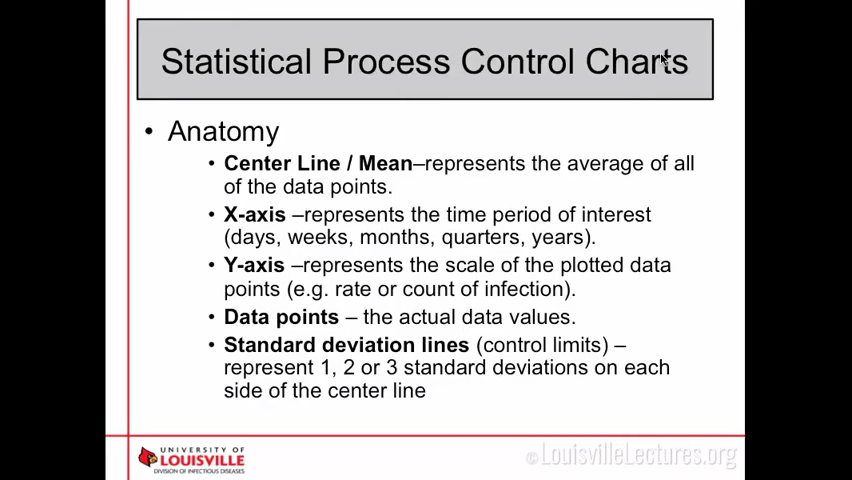 Statistical Process Control Charts
• Anatomy
• Center Line / Mean–represents the average of all
of the data points.
• X-axis –represents the time period of interest
(days, weeks, months, quarters, years).
• Y-axis –represents the scale of the plotted data
points (e.g. rate or count of infection).
• Data points – the actual data values.
• Standard deviation lines (control limits) –
represent 1, 2 or 3 standard deviations on each
side of the center line
UNIVERSITY OF
LOUISVILLE
DIVISION OF INFECTIOUS DISEASES
©LouisvilleLectures.org